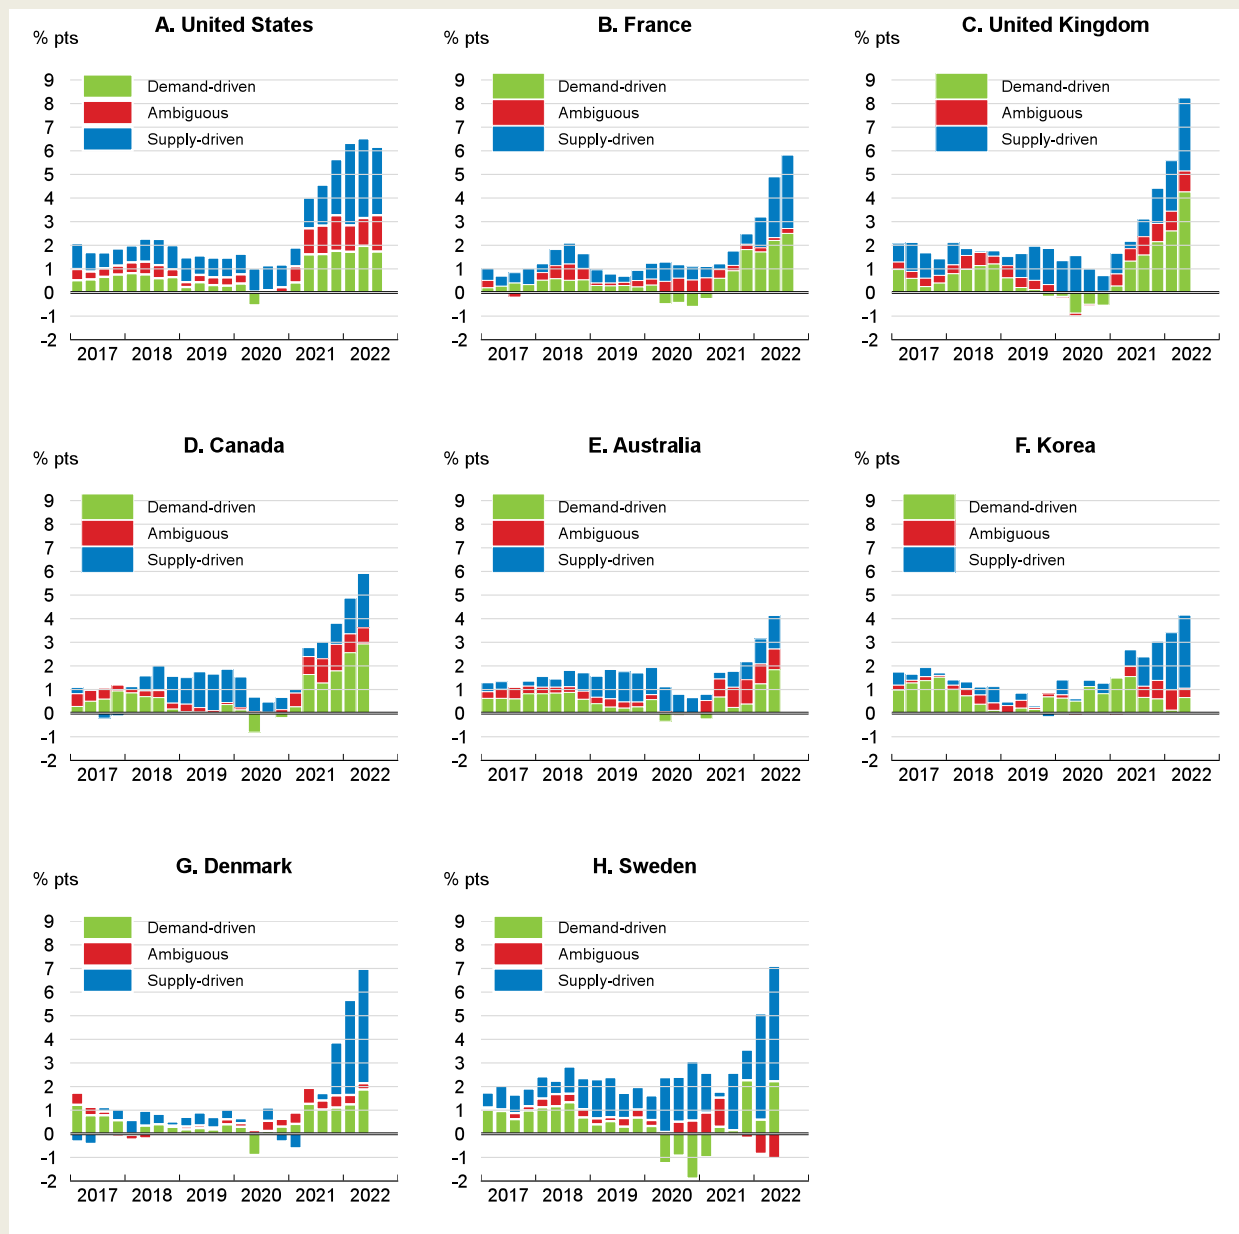 A. United States
% pts
9
8
7
6
5
4
3
2
1
0
-1
-2
Demand-driven
Ambiguous
Supply-driven
2017 2018 2019 2020 2021 2022
B. France
% pts
9
8
7
6
5
4
3
2
1
0
-1
-2
Demand-driven
Ambiguous
Supply-driven
2017 2018 2019 2020 2021 2022
C. United Kingdom
% pts
9
8
7
6
5
4
3
2
1
0
-1
-2
Demand-driven
Ambiguous
Supply-driven
2017 2018 2019 2020 2021 2022
D. Canada
% pts
9
8
7
6
5
4
3
2
1
0
-1
-2
Demand-driven
Ambiguous
Supply-driven
2017 2018 2019 2020 2021 2022
E. Australia
% pts
9
8
7
6
5
4
3
2
1
0
-1
-2
Demand-driven
Ambiguous
Supply-driven
2017 2018 2019 2020 2021 2022
F. Korea
% pts
9
8
7
6
5
4
3
2
1
0
-1
-2
Demand-driven
Ambiguous
Supply-driven
2017 2018 2019 2020 2021 2022
G. Denmark
% pts
9
8
7
6
5
4
3
2
1
0
-1
-2
Demand-driven
Ambiguous
Supply-driven
2017 2018 2019 2020 2021 2022
H. Sweden
% pts
9
8
7
6
5
4
3
2
1
0
-1
-2
Demand-driven
Ambiguous
Supply-driven
2017 2018 2019 2020 2021 2022